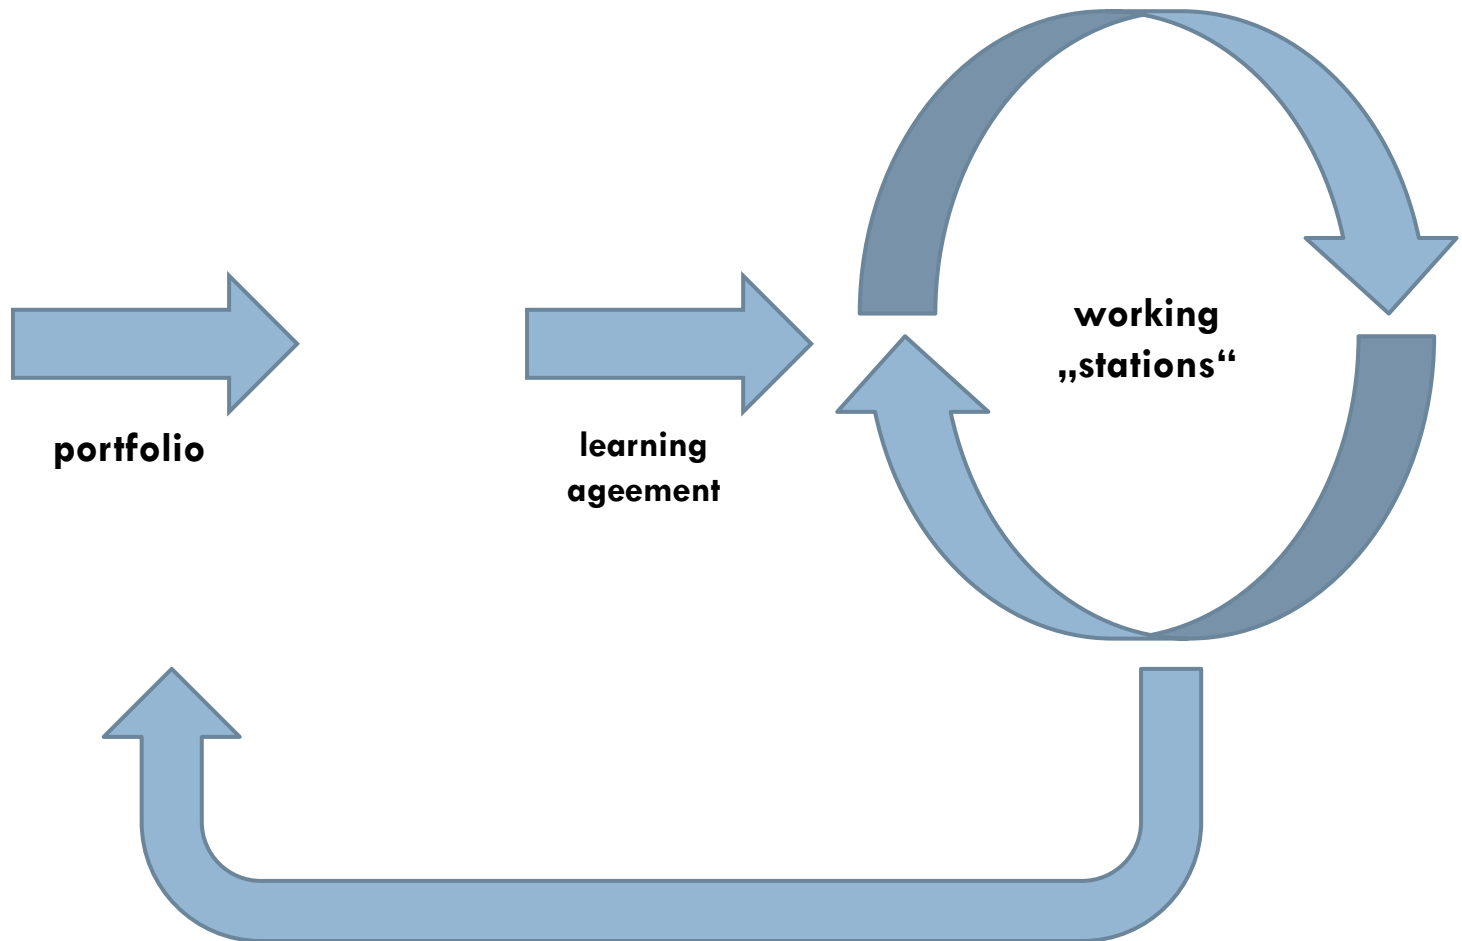 portfolio
learning
ageement
working
„stations“